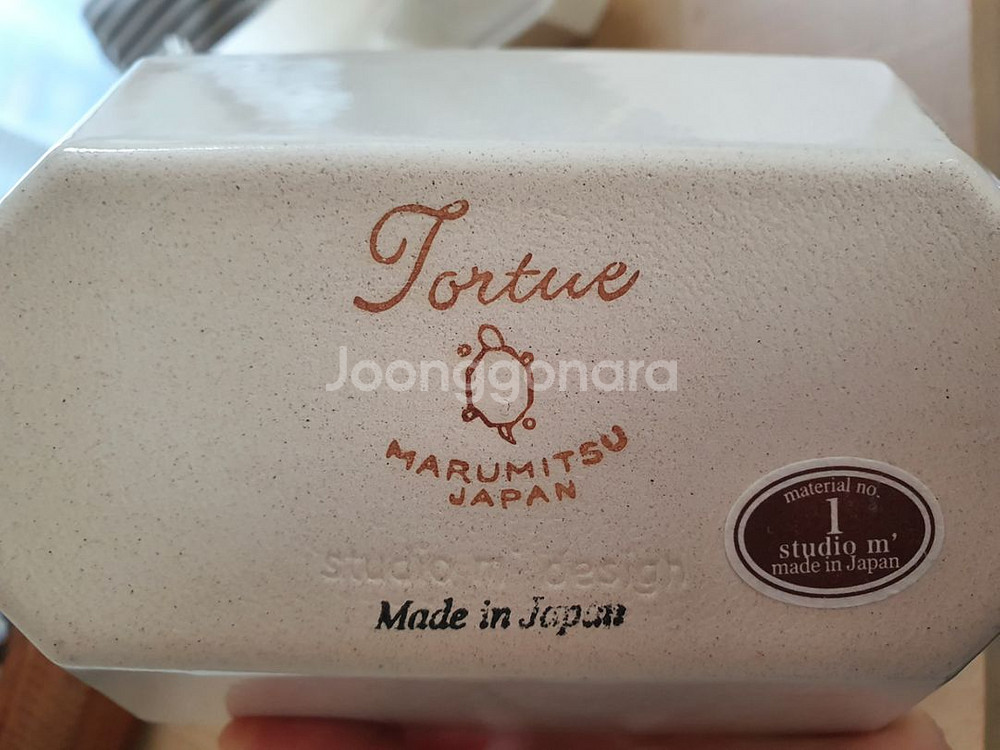 Tortue
Joonggonara
MARUMITSU
JAPAN
material no.
1
studio m'
made in Japan
studio m' design
Made in Japan